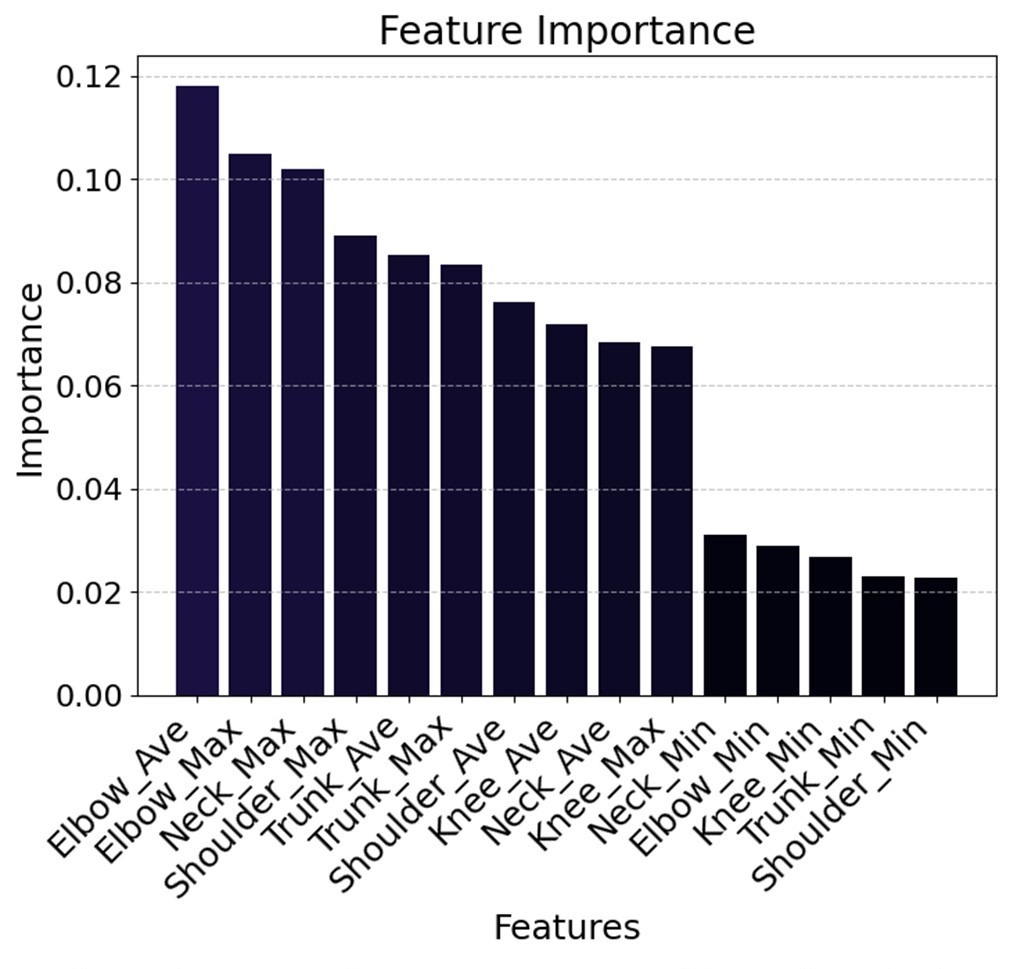 Feature Importance
0.12
0.10
0.08
0.06
0.04
0.02
0.00
Importance
Elbow_Ave
Elbow_Max
Neck_Max
Shoulder_Max
Trunk_Ave
Trunk_Max
Shoulder_Ave
Knee_Ave
Neck_Ave
Knee_Max
Neck_Min
Elbow_Min
Knee_Min
Trunk_Min
Shoulder_Min
Features